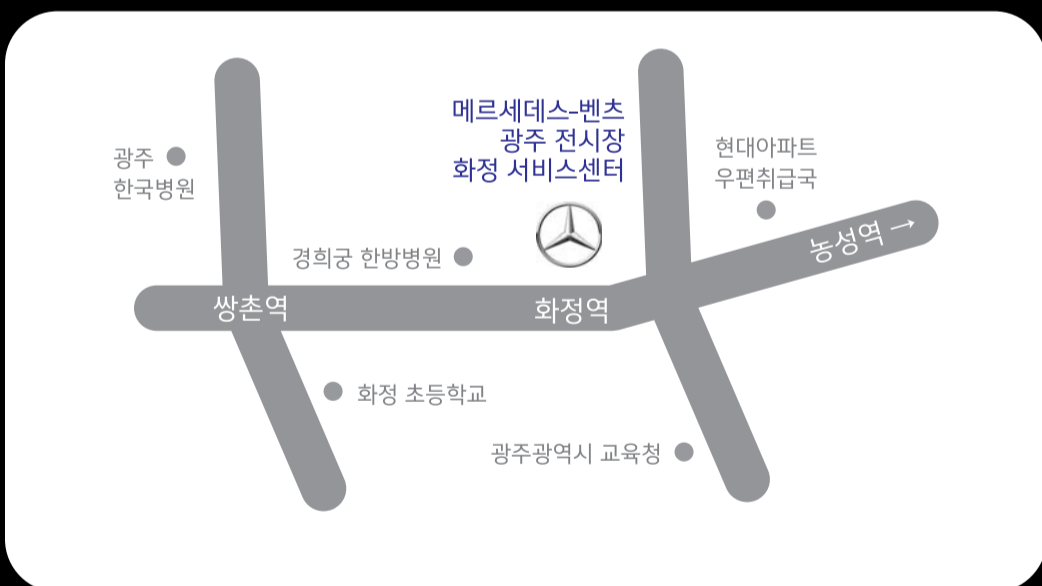 메르세데스-벤츠
광주 전시장
화정 서비스센터
광주
한국병원
현대아파트
우편취급국
농성역 →
경희궁 한방병원
쌍촌역
화정역
화정 초등학교
광주광역시 교육청